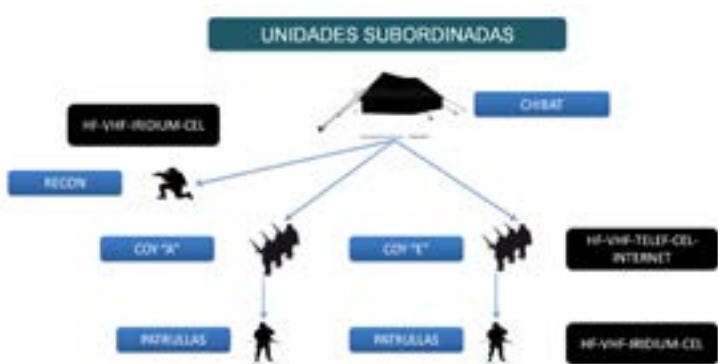 UNIDADES SUBORDINADAS
CHIBAT
HF-VHF-IRIDIUM-CEL
RECON
COY "A"
COY "E"
HF-VHF-TELEF-CEL-
INTERNET
PATRULLAS
PATRULLAS
HF-VHF-IRIDIUM-CEL